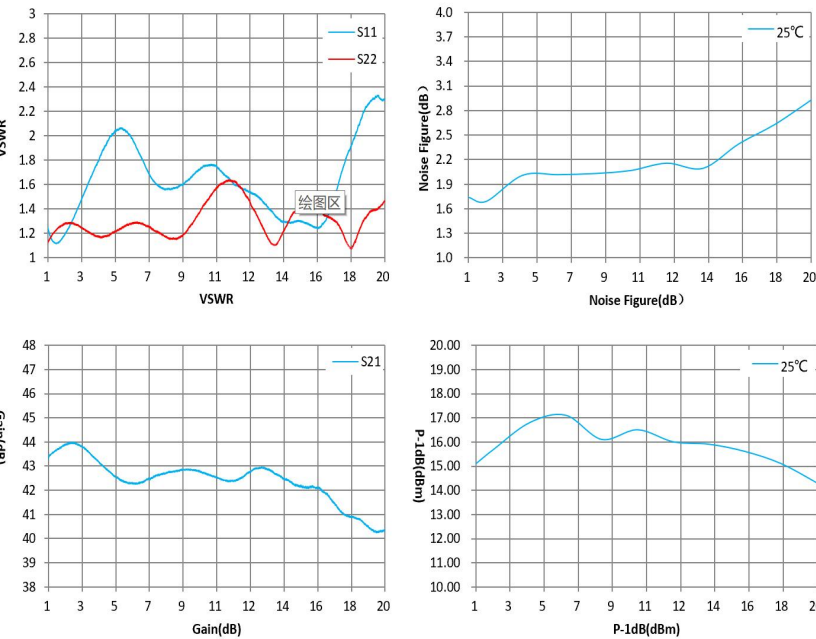 3
2.8
2.6
2.4
2.2
2
1.8
1.6
1.4
1.2
1
VSWR
S11
S22
绘图区
1 3 5 7 9 11 12 14 16 18 20
VSWR
4.0
3.7
3.4
3.1
2.8
2.5
2.2
1.9
1.6
1.3
1.0
Noise Figure(dB)
25℃
1 3 5 7 9 10 12 14 16 18 20
Noise Figure(dB)
48
47
46
45
44
43
42
41
40
39
38
Gain(dB)
S21
1 3 5 7 9 11 12 14 16 18 20
Gain(dB)
20.00
19.00
18.00
17.00
16.00
15.00
14.00
13.00
12.00
11.00
10.00
P-1dB(dBm)
25℃
1 3 5 7 9 11 12 14 16 18 20
P-1dB(dBm)